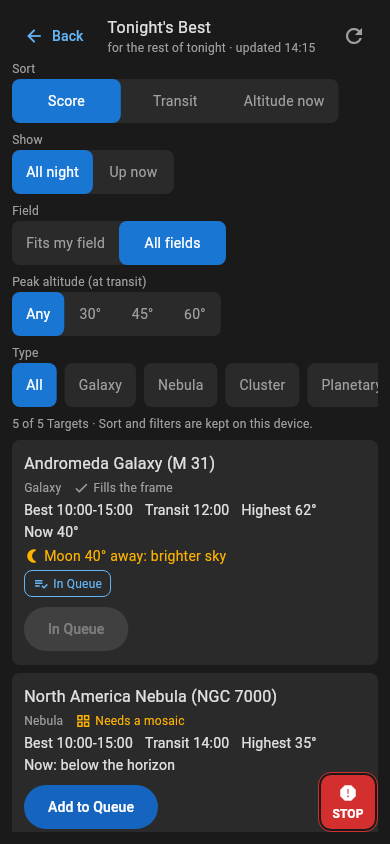 Back
Tonight's Best
for the rest of tonight · updated 14:15
Sort
Score Transit Altitude now
Show
All night Up now
Field
Fits my field All fields
Peak altitude (at transit)
Any 30° 45° 60°
Type
All Galaxy Nebula Cluster Planetary
5 of 5 Targets · Sort and filters are kept on this device.
Andromeda Galaxy (M 31)
Galaxy Fills the frame
Best 10:00-15:00 Transit 12:00 Highest 62°
Now 40°
Moon 40° away: brighter sky
In Queue
In Queue
North America Nebula (NGC 7000)
Nebula Needs a mosaic
Best 10:00-15:00 Transit 14:00 Highest 35°
Now: below the horizon
Add to Queue
STOP